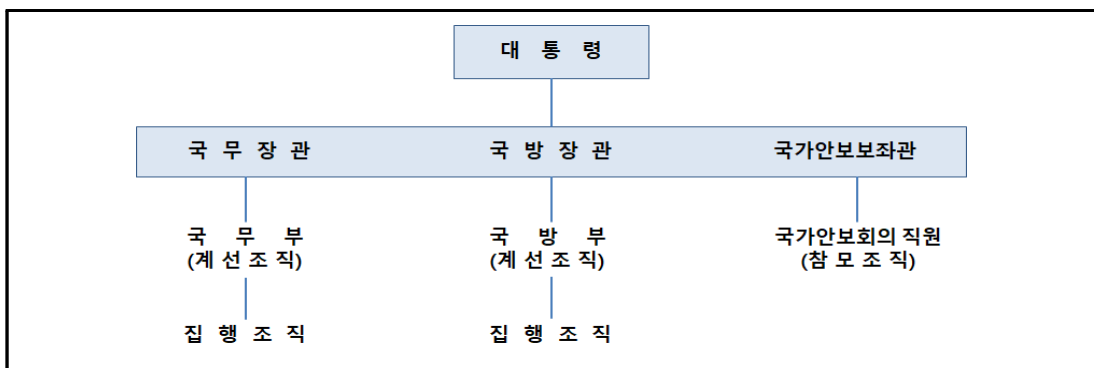 대 통 령
국 무 장 관 국 방 장 관 국가안보보좌관
국 무 부 국 방 부 국가안보회의 직원
(계 선 조 직) (계 선 조 직) (참 모 조 직)
집 행 조 직 집 행 조 직